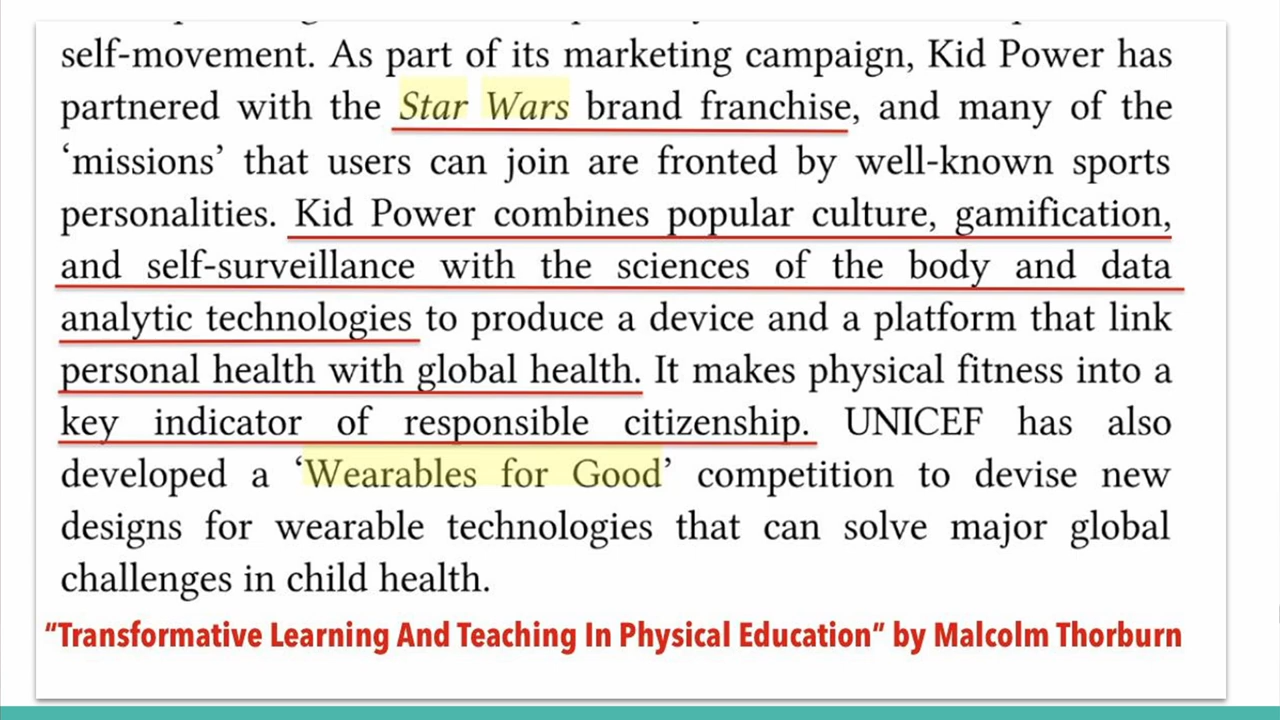 self-movement. As part of its marketing campaign, Kid Power has
partnered with the Star Wars brand franchise, and many of the
‘missions’ that users can join are fronted by well-known sports
personalities. Kid Power combines popular culture, gamification,
and self-surveillance with the sciences of the body and data
analytic technologies to produce a device and a platform that link
personal health with global health. It makes physical fitness into a
key indicator of responsible citizenship. UNICEF has also
developed a ‘Wearables for Good’ competition to devise new
designs for wearable technologies that can solve major global
challenges in child health.
“Transformative Learning And Teaching In Physical Education” by Malcolm Thorburn